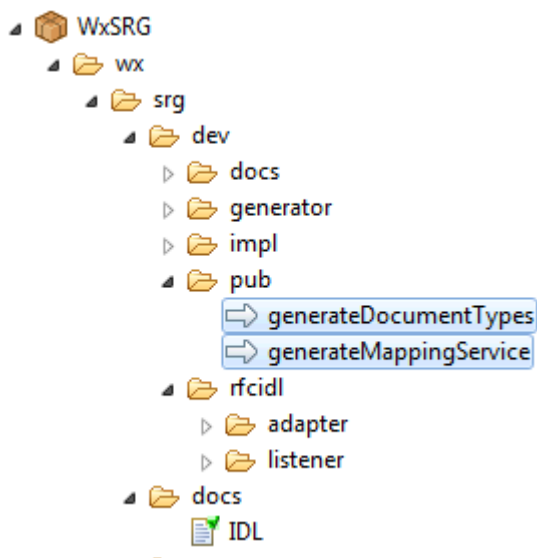 WxSRG
wx
srg
dev
docs
generator
impl
pub
generateDocumentTypes
generateMappingService
rfcidl
adapter
listener
docs
IDL